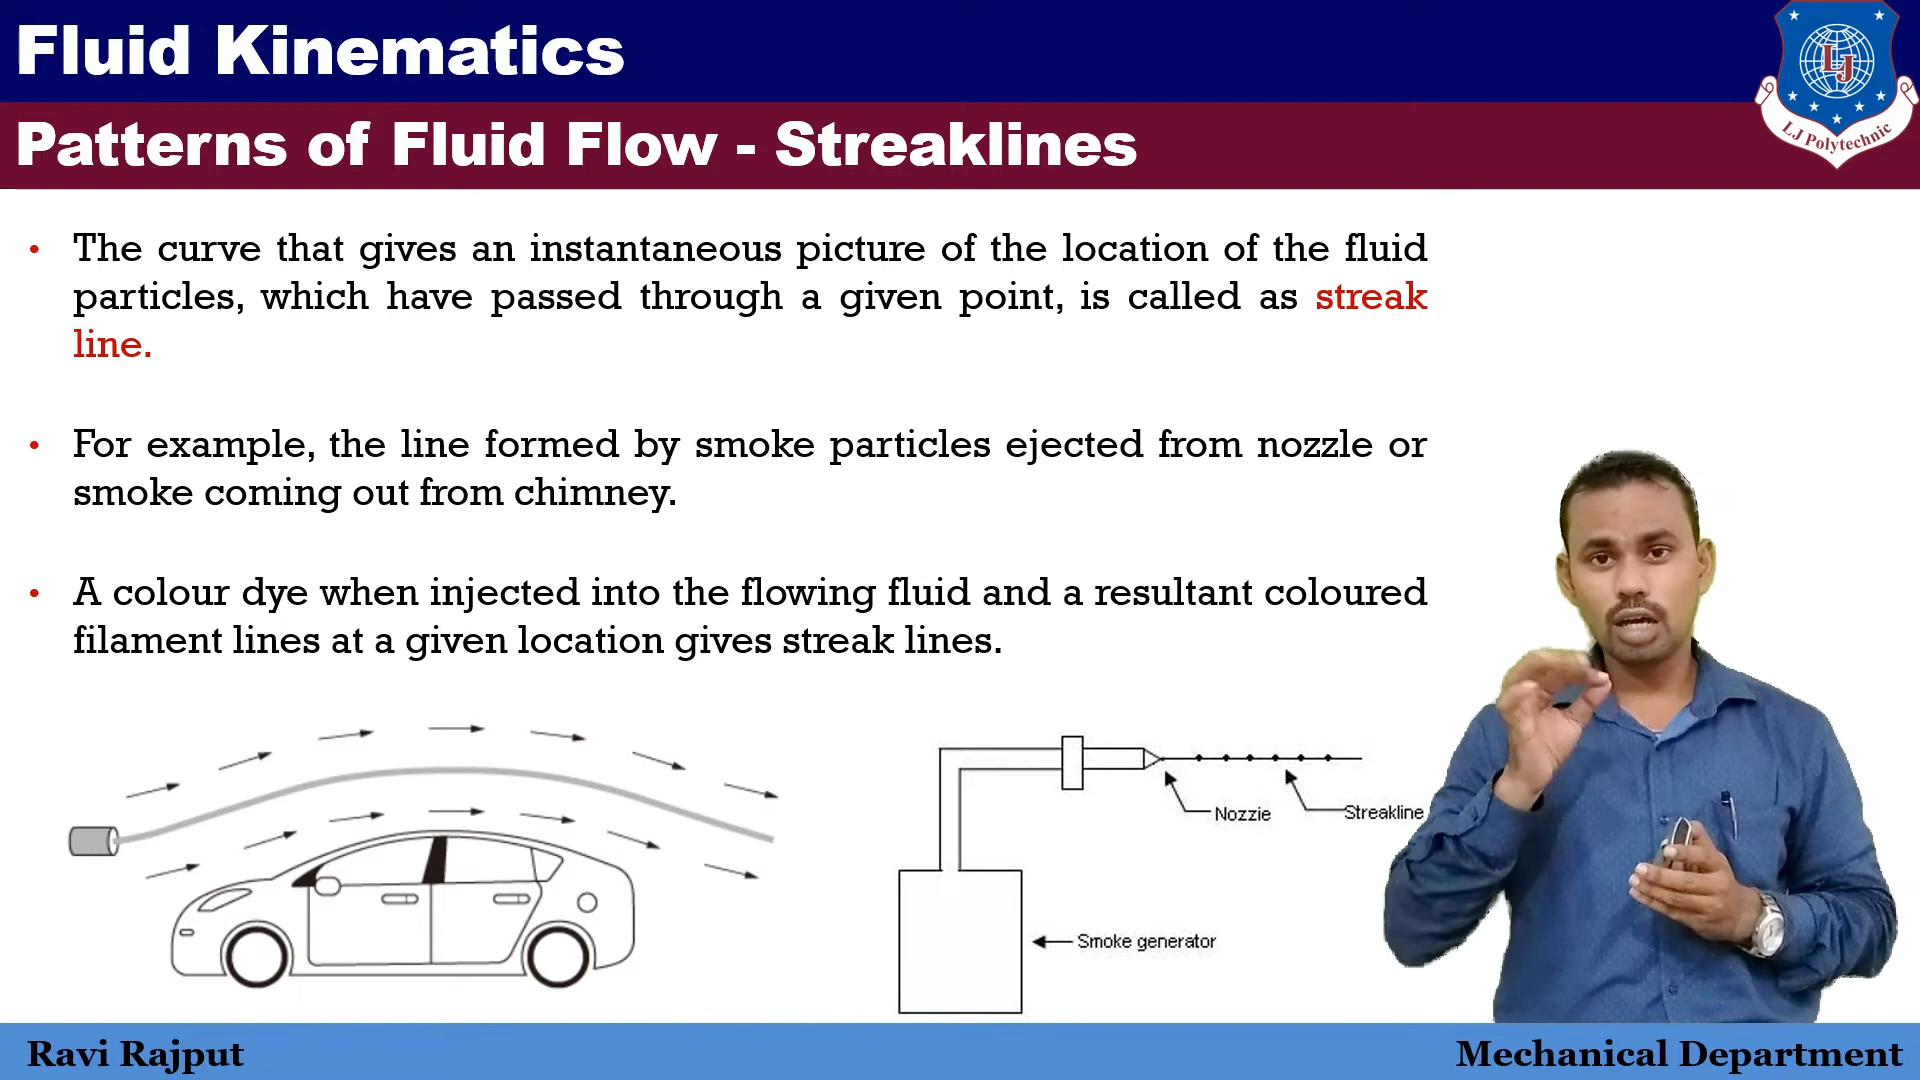 Fluid Kinematics
Patterns of Fluid Flow - Streaklines
LJ
LJ Polytechnic
• The curve that gives an instantaneous picture of the location of the fluid
particles, which have passed through a given point, is called as streak
line.
• For example, the line formed by smoke particles ejected from nozzle or
smoke coming out from chimney.
• A colour dye when injected into the flowing fluid and a resultant coloured
filament lines at a given location gives streak lines.
Nozzie
Streakline
Smoke generator
Ravi Rajput
Mechanical Department